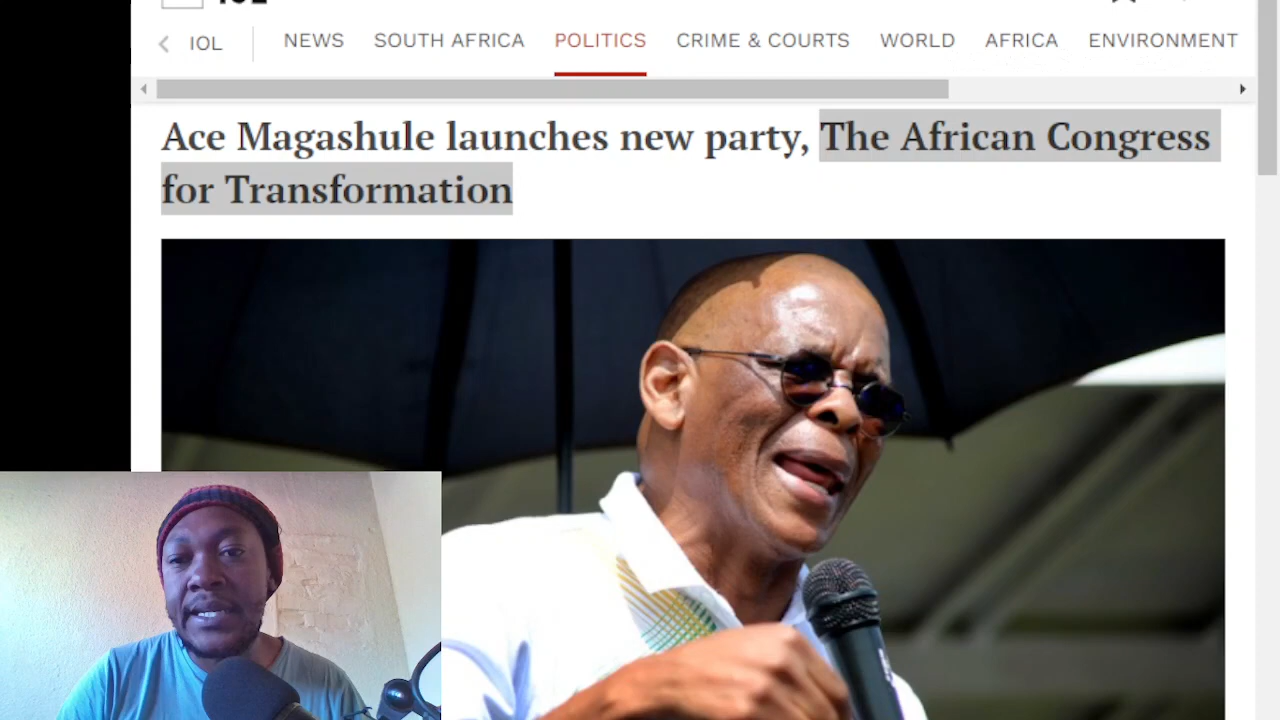 IOL
NEWS
SOUTH AFRICA
POLITICS
CRIME & COURTS
WORLD
AFRICA
ENVIRONMENT
Ace Magashule launches new party, The African Congress
for Transformation